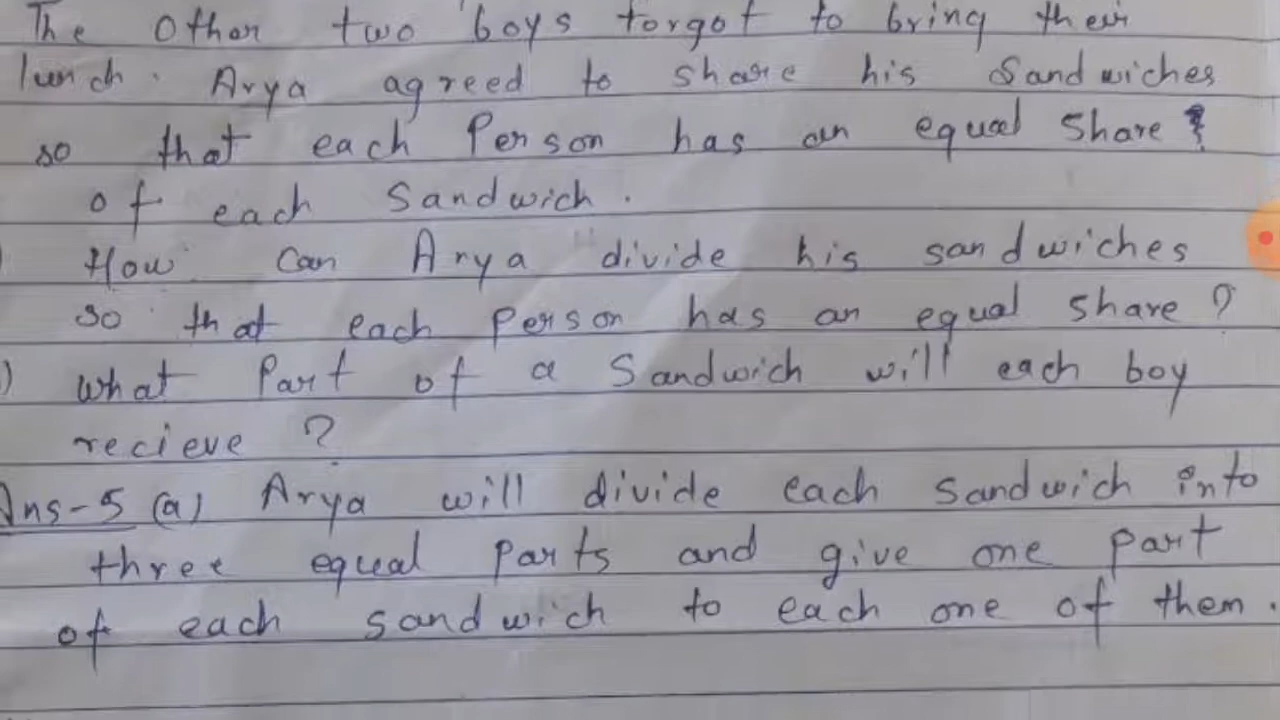 The other two boys forgot to bring their
lunch. Arya agreed to share his Sandwiches
so that each Person has an equal Share
of each Sandwich.
How can Arya divide his sandwiches
so that each Person has an equal Share ?
) What Part of a Sandwich will each boy
recieve ?
Ans-5 (a) Arya will divide each sandwich into
three equal Parts and give one Part
of each sandwich to each one of them.